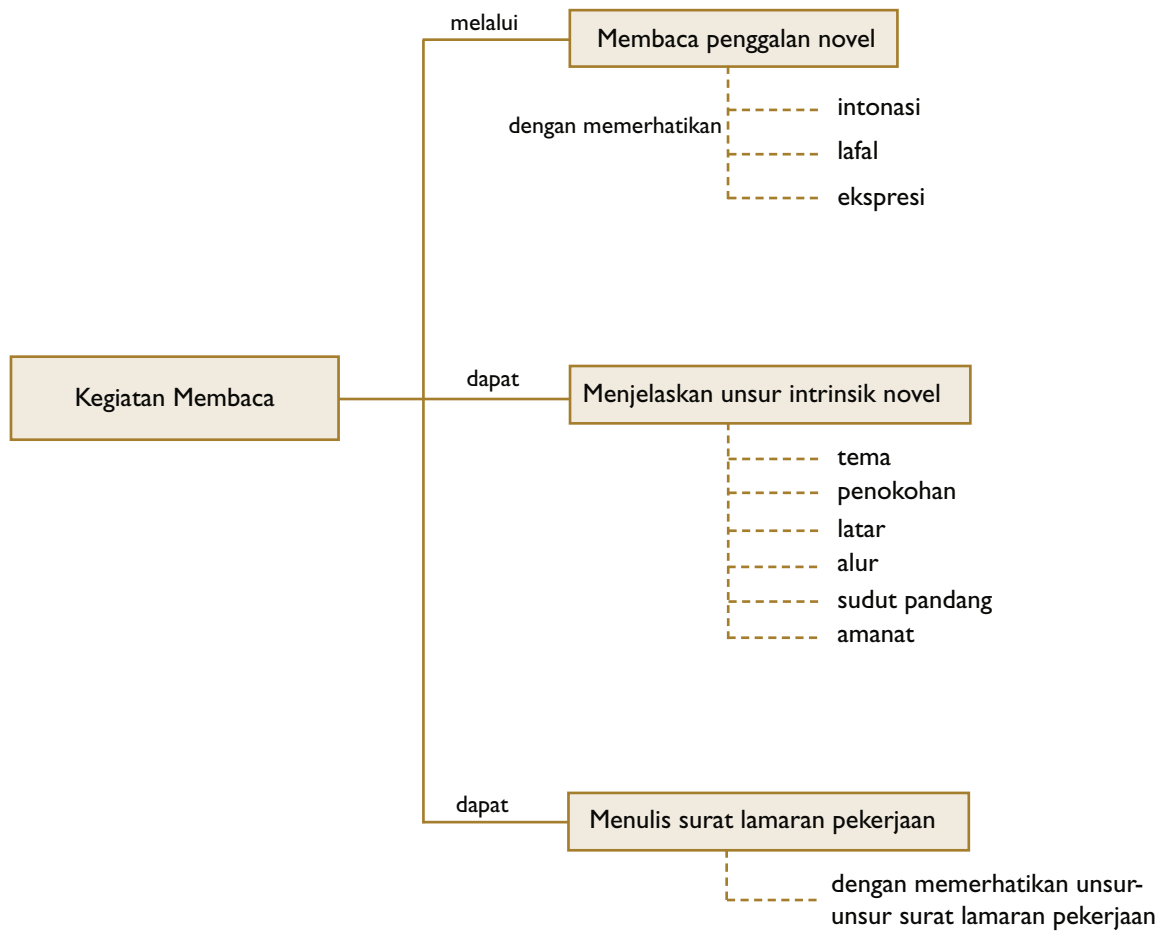 melalui
Membaca penggalan novel
dengan memerhatikan
intonasi
lafal
ekspresi
Kegiatan Membaca
dapat
Menjelaskan unsur intrinsik novel
tema
penokohan
latar
alur
sudut pandang
amanat
dapat
Menulis surat lamaran pekerjaan
dengan memerhatikan unsur-
unsur surat lamaran pekerjaan